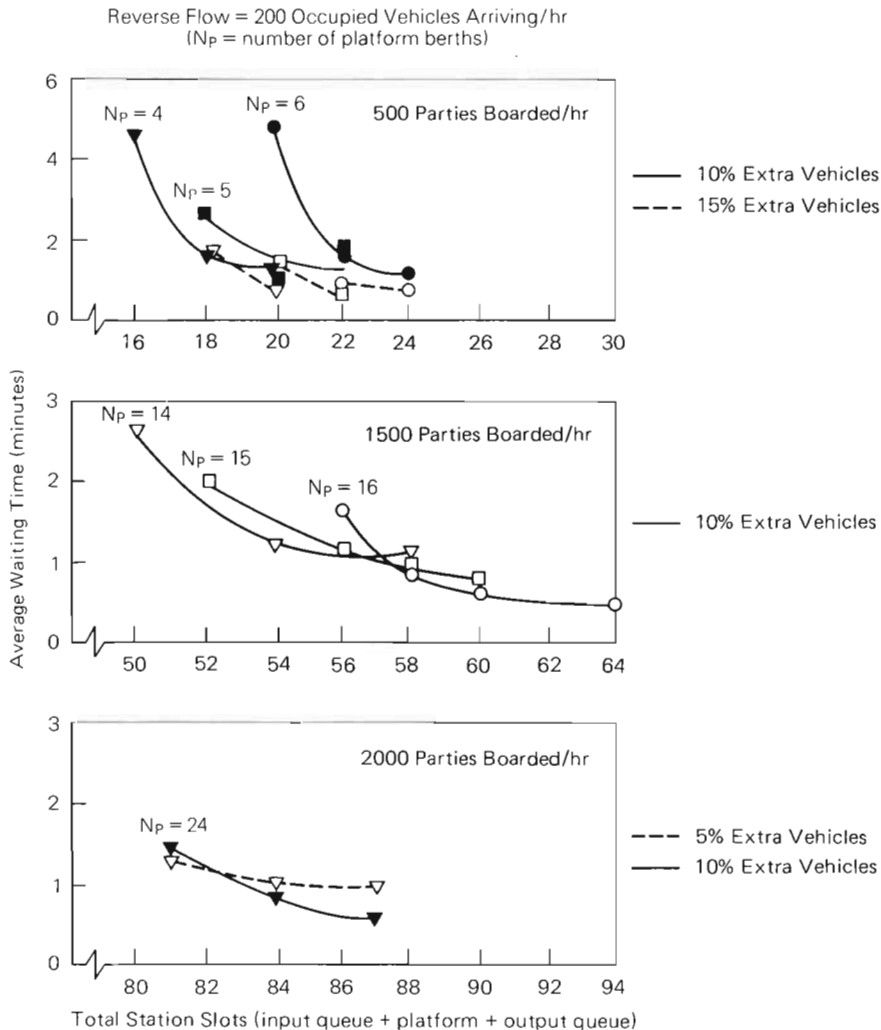 Reverse Flow = 200 Occupied Vehicles Arriving/hr
(NP = number of platform berths)
Average Waiting Time (minutes)
500 Parties Boarded/hr
NP = 4
NP = 5
NP = 6
6
4
2
0
16 18 20 22 24 26 28 30
10% Extra Vehicles
15% Extra Vehicles
1500 Parties Boarded/hr
NP = 14
NP = 15
NP = 16
3
2
1
0
50 52 54 56 58 60 62 64
10% Extra Vehicles
2000 Parties Boarded/hr
NP = 24
3
2
1
0
80 82 84 86 88 90 92 94
5% Extra Vehicles
10% Extra Vehicles
Total Station Slots (input queue + platform + output queue)